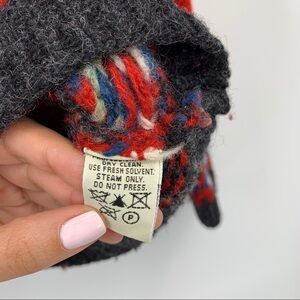 DRY CLEAN.
USE FRESH SOLVENT.
STEAM ONLY.
DO NOT PRESS.
P